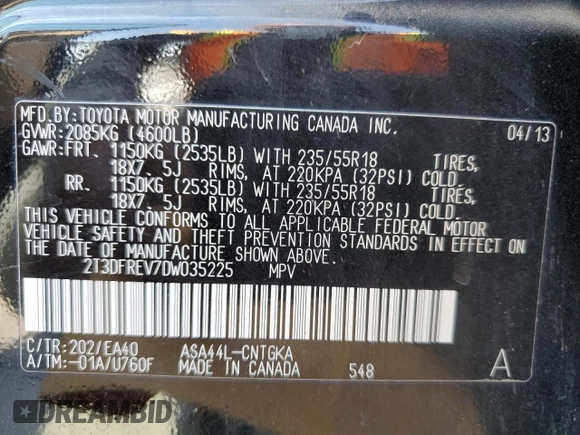 MFD.BY:TOYOTA MOTOR MANUFACTURING CANADA INC.
04/13
GVWR:2085KG (4600LB)
GAWR:FRT. 1150KG (2535LB) WITH 235/55R18 TIRES,
18X7.5J RIMS, AT 220KPA (32PSI) COLD.
RR. 1150KG (2535LB) WITH 235/55R18 TIRES,
18X7.5J RIMS, AT 220KPA (32PSI) COLD.
THIS VEHICLE CONFORMS TO ALL APPLICABLE FEDERAL MOTOR
VEHICLE SAFETY AND THEFT PREVENTION STANDARDS IN EFFECT ON
THE DATE OF MANUFACTURE SHOWN ABOVE.
2T3DFREV7DW035225 MPV
C/TR:202/EA40 ASA44L-CNTGKA
A/TM:-01A/U760F MADE IN CANADA 548 A
DREAMBID